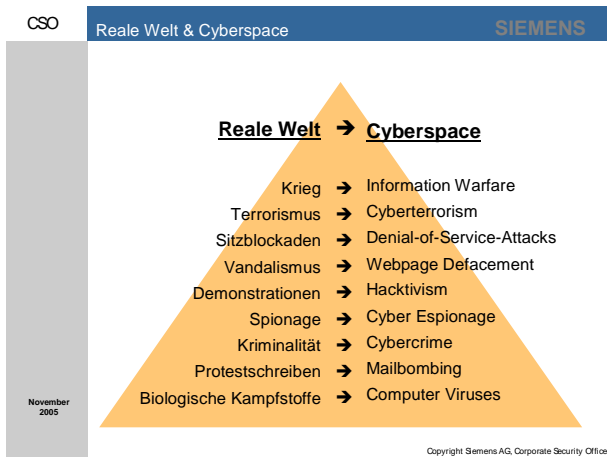 CSO
Reale Welt & Cyberspace
SIEMENS
Reale Welt ➔ Cyberspace
Krieg ➔ Information Warfare
Terrorismus ➔ Cyberterrorism
Sitzblockaden ➔ Denial-of-Service-Attacks
Vandalismus ➔ Webpage Defacement
Demonstrationen ➔ Hacktivism
Spionage ➔ Cyber Espionage
Kriminalität ➔ Cybercrime
Protestschreiben ➔ Mailbombing
Biologische Kampfstoffe ➔ Computer Viruses
November
2005
Copyright Siemens AG, Corporate Security Office